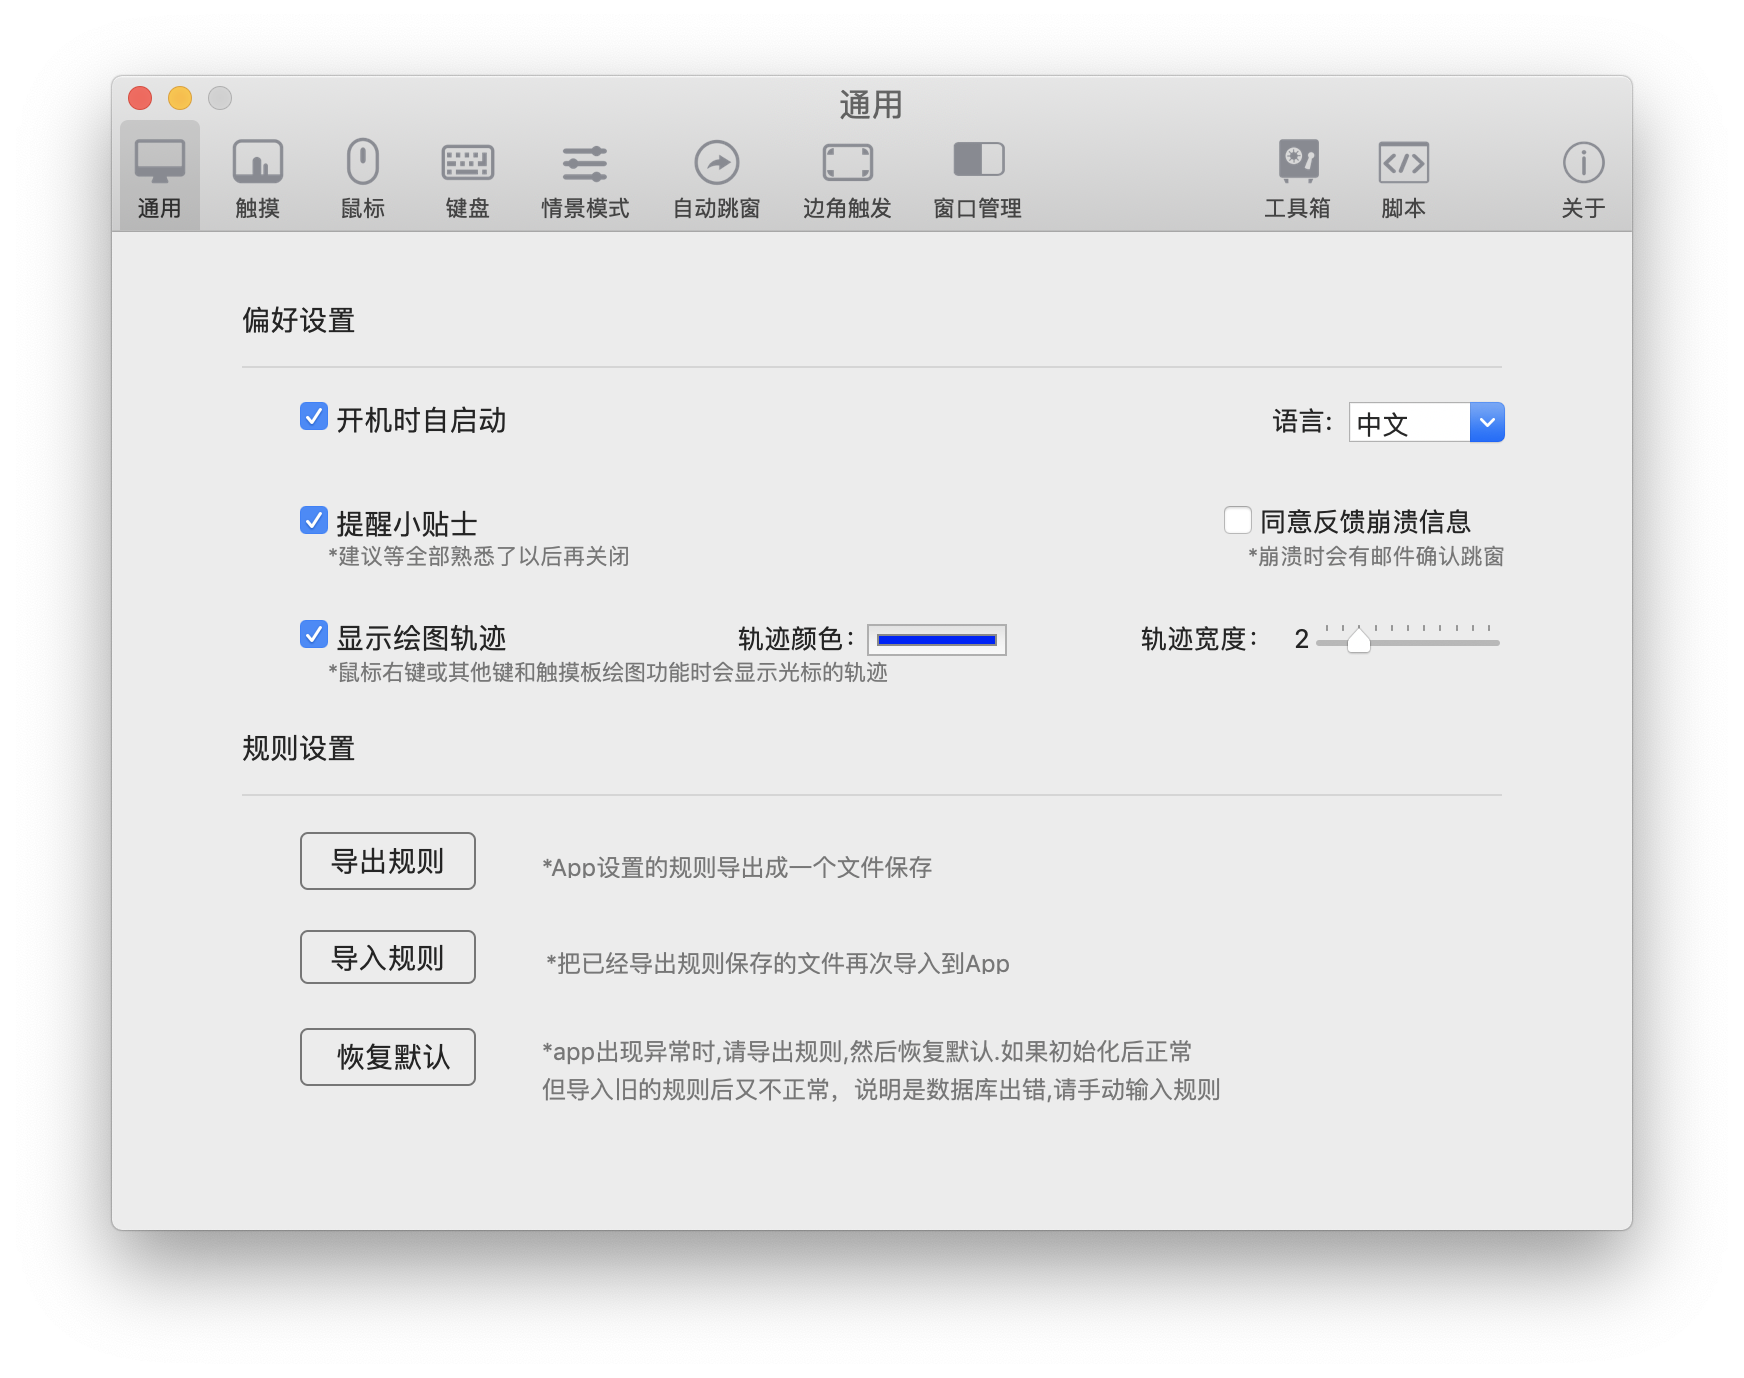 通用
通用 触摸 鼠标 键盘 情景模式 自动跳窗 边角触发 窗口管理 工具箱 脚本 关于
偏好设置
开机时自启动 语言: 中文
提醒小贴士 同意反馈崩溃信息
*建议等全部熟悉了以后再关闭 *崩溃时会有邮件确认跳窗
显示绘图轨迹 轨迹颜色: 轨迹宽度: 2
*鼠标右键或其他键和触摸板绘图功能时会显示光标的轨迹
规则设置
导出规则 *App设置的规则导出成一个文件保存
导入规则 *把已经导出规则保存的文件再次导入到App
恢复默认 *app出现异常时,请导出规则,然后恢复默认.如果初始化后正常
但导入旧的规则后又不正常，说明是数据库出错,请手动输入规则